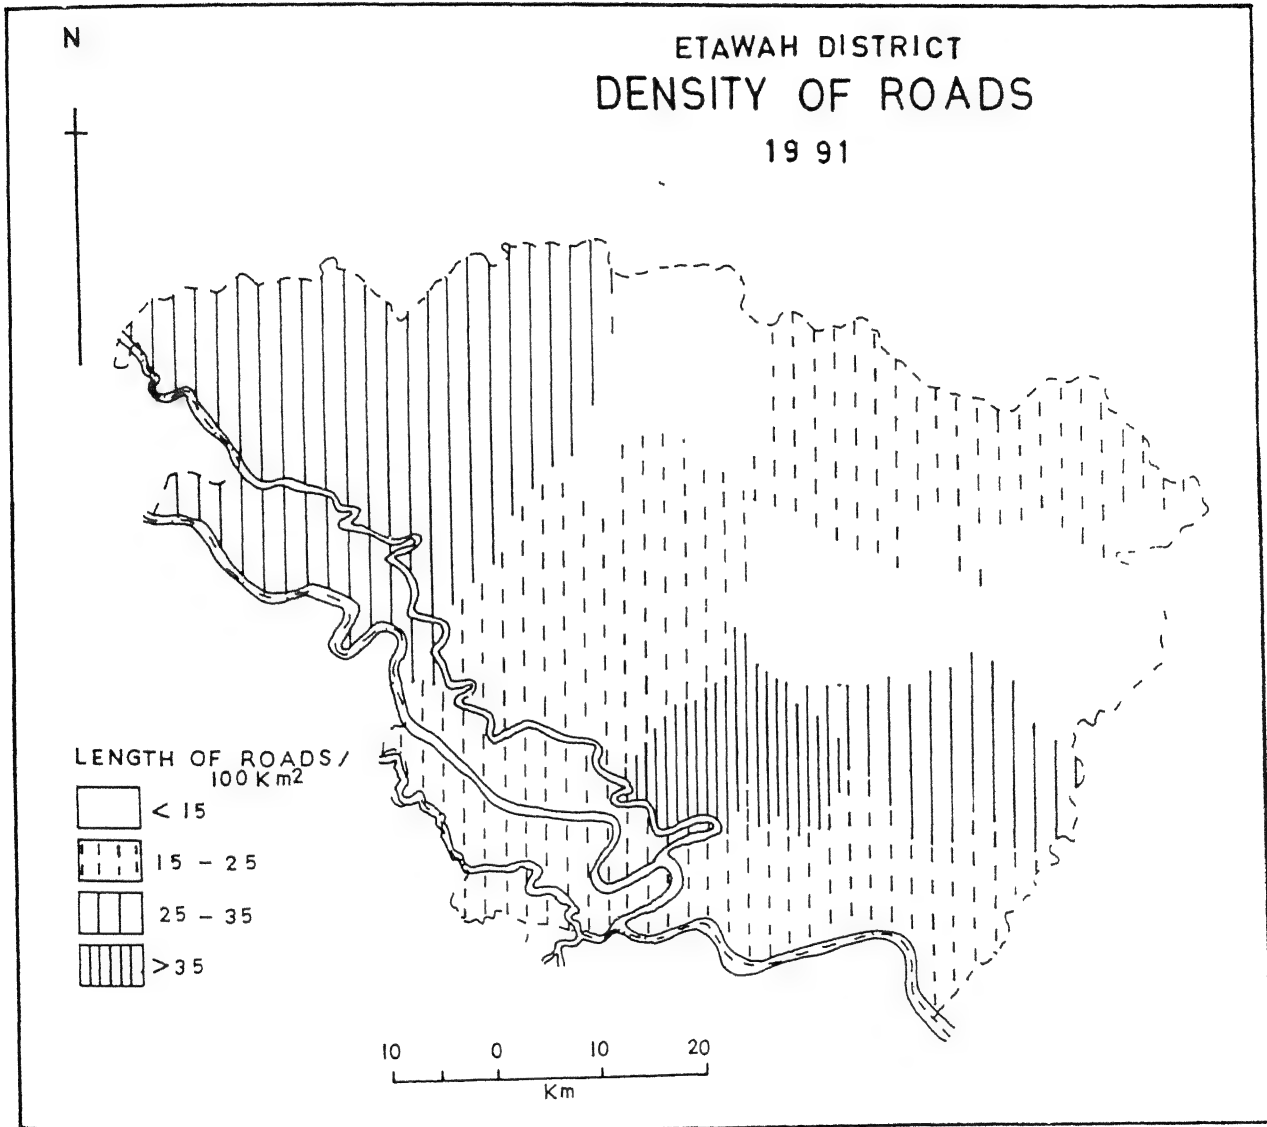 N
ETAWAH DISTRICT
DENSITY OF ROADS
1991
LENGTH OF ROADS/
100 Km²
< 15
15 - 25
25 - 35
>35
10 0 10 20
Km